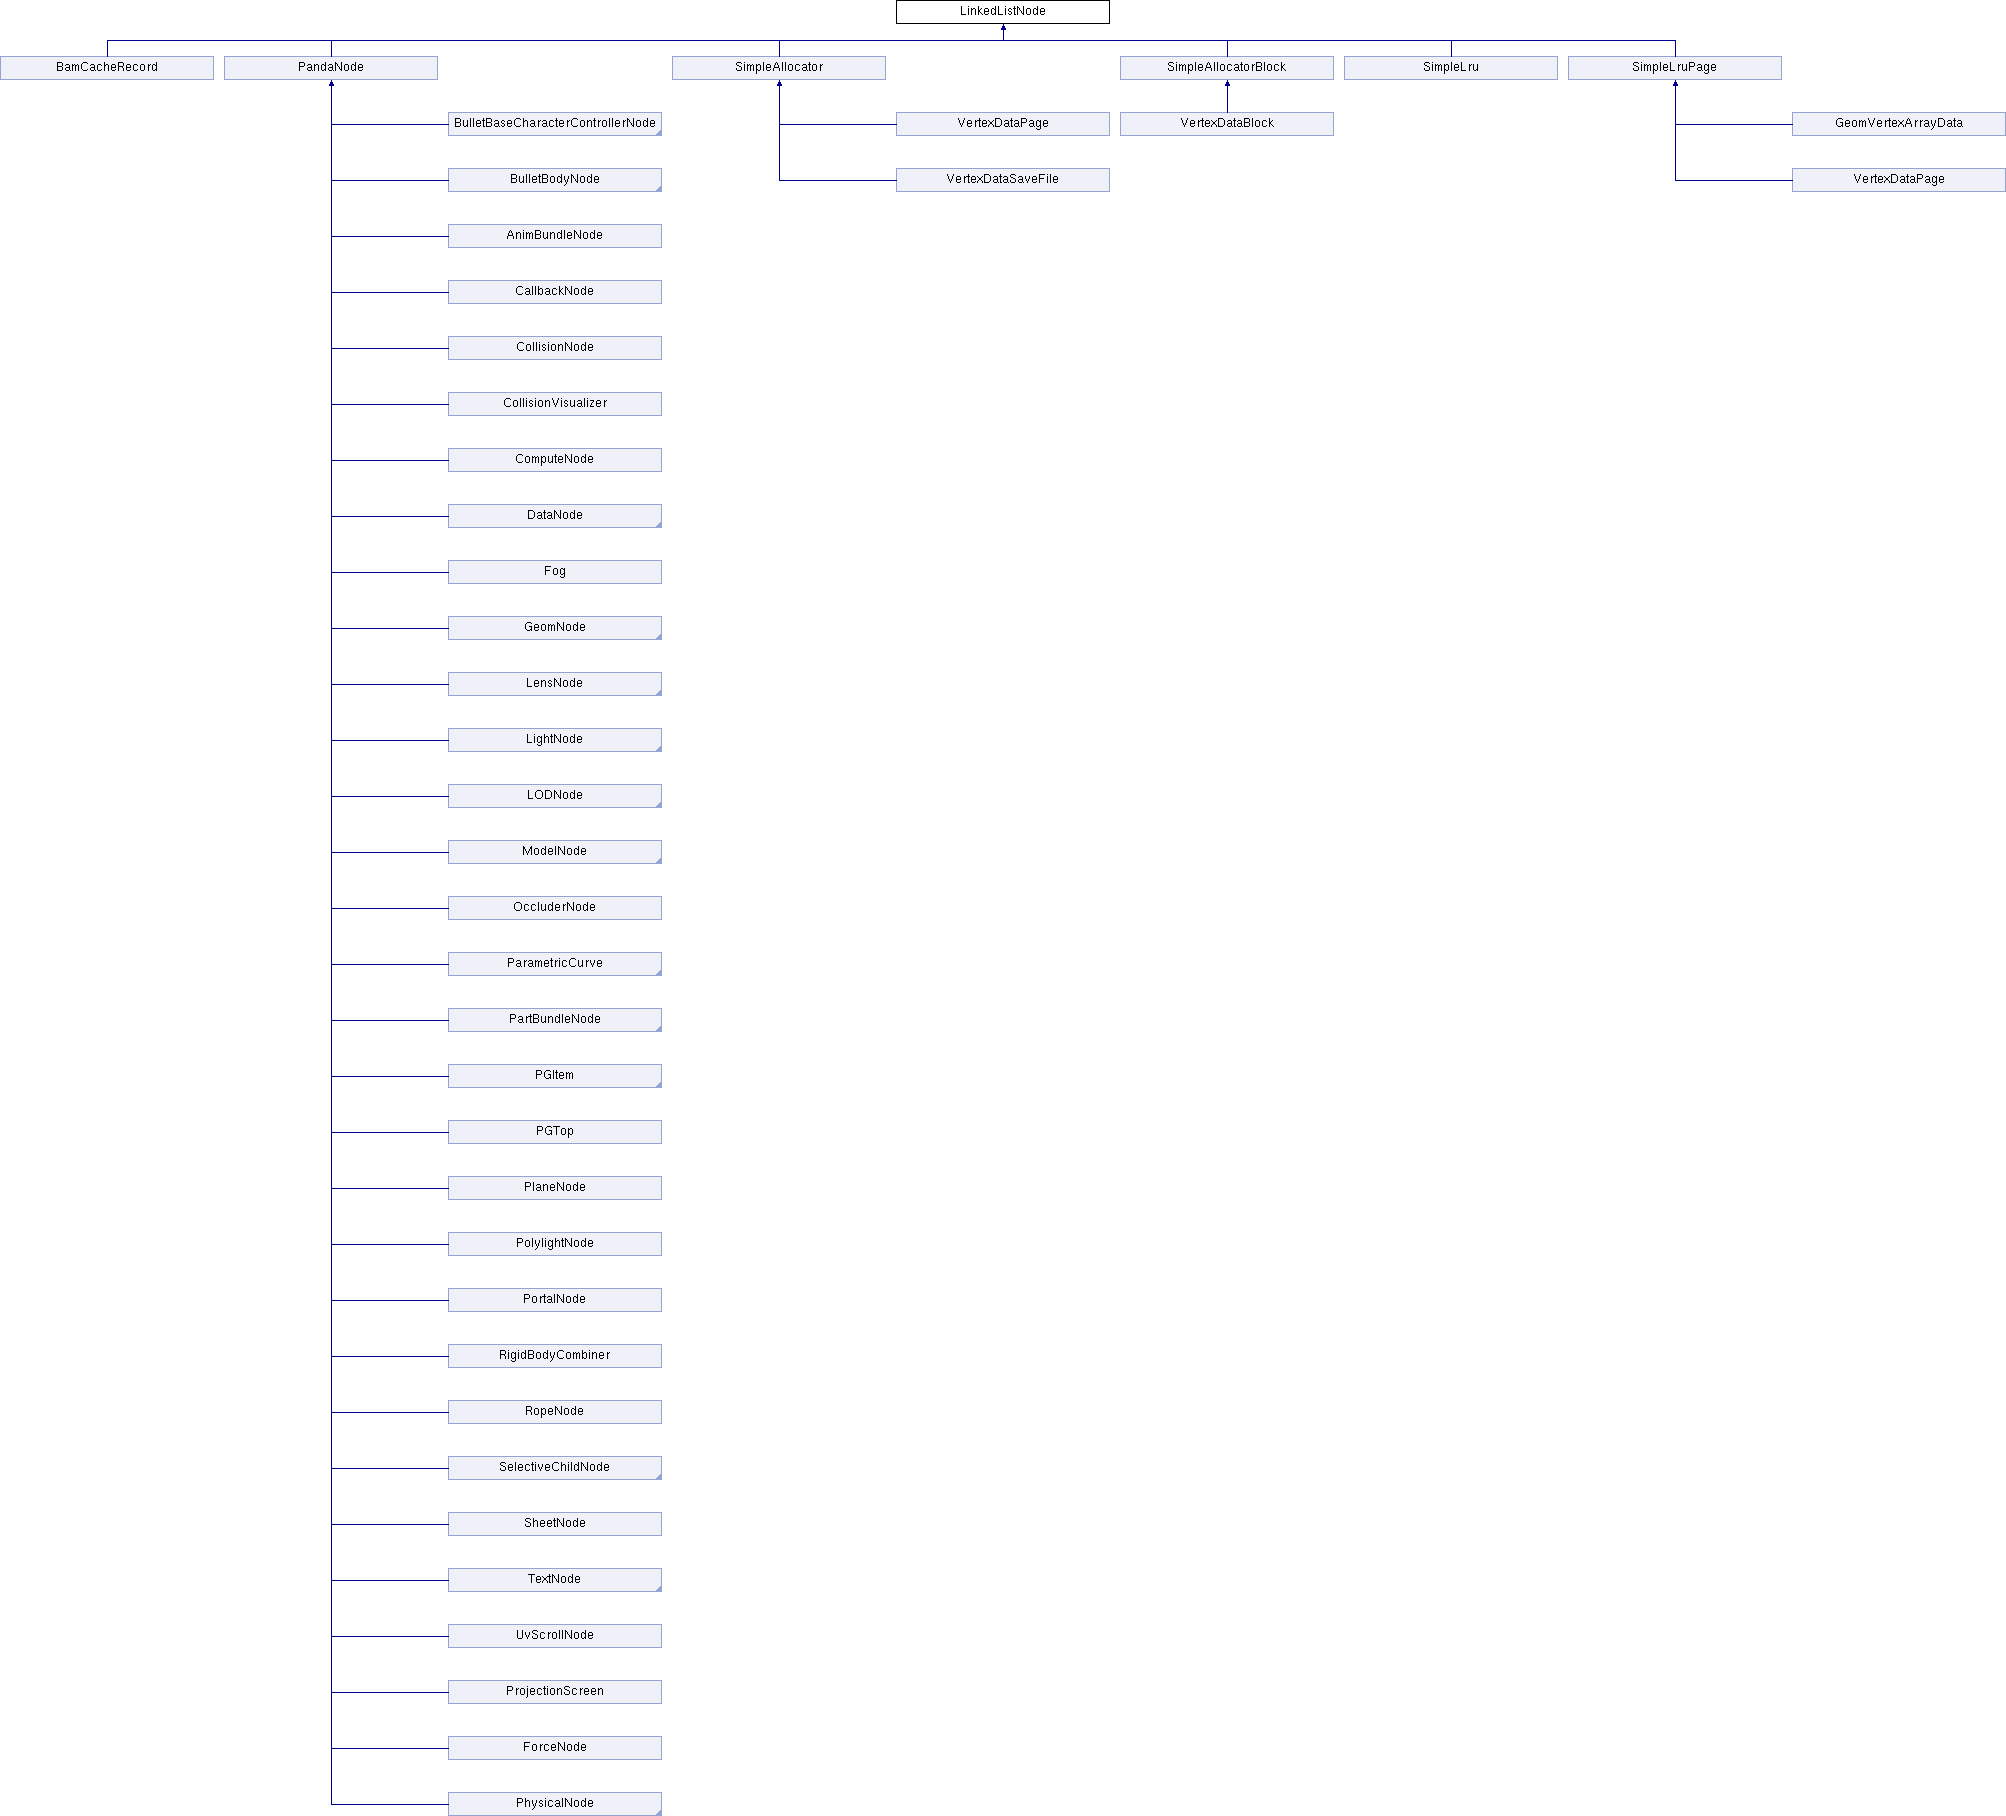 LinkedListNode
BamCacheRecord
PandaNode
SimpleAllocator
SimpleAllocatorBlock
SimpleLru
SimpleLruPage
BulletBaseCharacterControllerNode
VertexDataPage
VertexDataBlock
GeomVertexArrayData
BulletBodyNode
VertexDataSaveFile
VertexDataPage
AnimBundleNode
CallbackNode
CollisionNode
CollisionVisualizer
ComputeNode
DataNode
Fog
GeomNode
LensNode
LightNode
LODNode
ModelNode
OccluderNode
ParametricCurve
PartBundleNode
PGItem
PGTop
PlaneNode
PolylightNode
PortalNode
RigidBodyCombiner
RopeNode
SelectiveChildNode
SheetNode
TextNode
UvScrollNode
ProjectionScreen
ForceNode
PhysicalNode